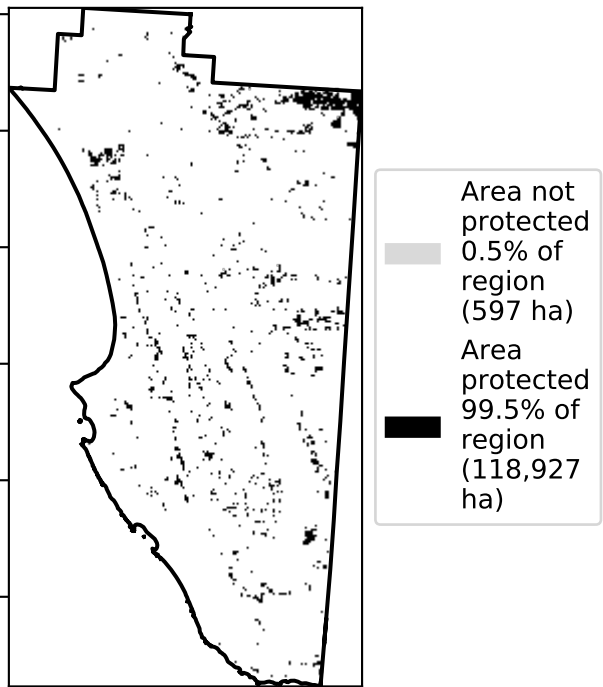 Area not
protected
0.5% of
region
(597 ha)
Area
protected
99.5% of
region
(118,927
ha)